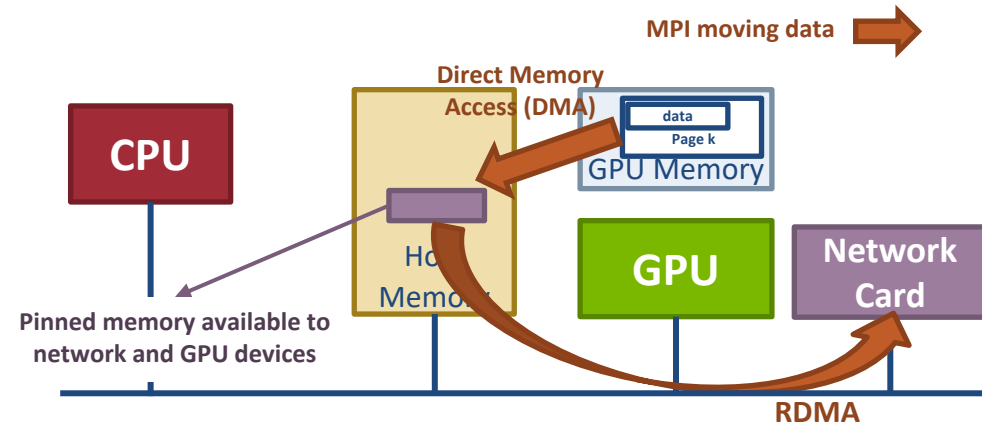 MPI moving data
Direct Memory
Access (DMA)
data
Page k
GPU Memory
CPU
GPU
Network
Card
Memory
Pinned memory available to
network and GPU devices
RDMA